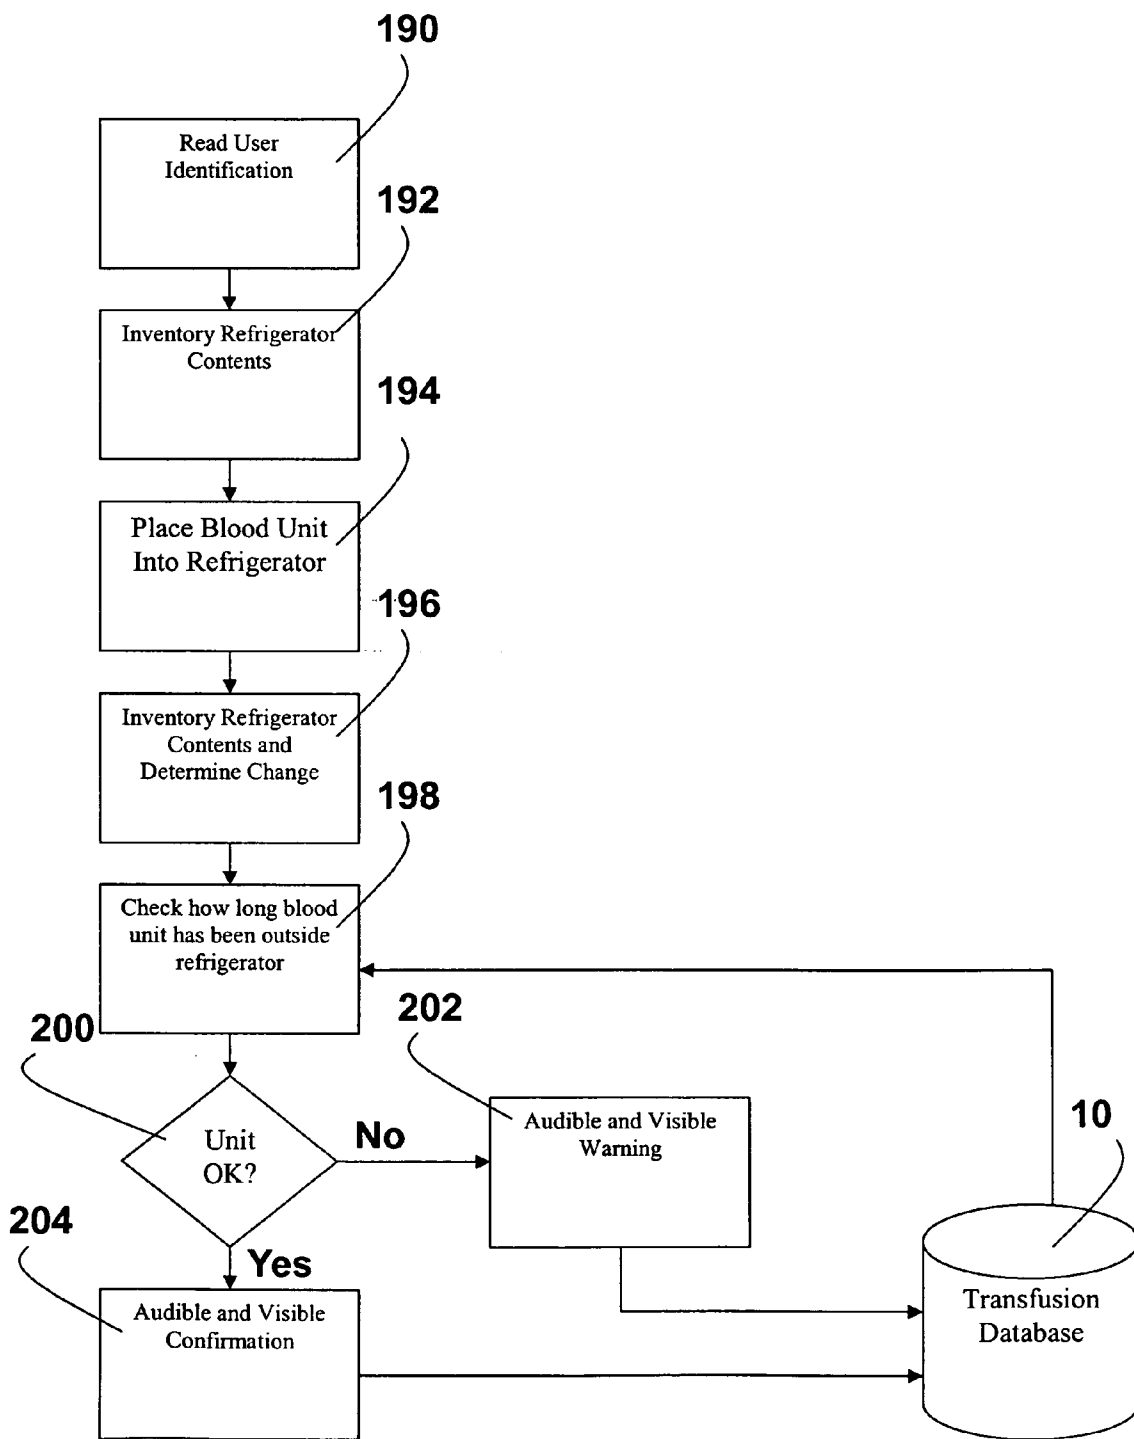 190
Read User
Identification
192
Inventory Refrigerator
Contents
194
Place Blood Unit
Into Refrigerator
196
Inventory Refrigerator
Contents and
Determine Change
198
Check how long blood
unit has been outside
refrigerator
200
202
Unit
OK?
No
Audible and Visible
Warning
10
204
Yes
Audible and Visible
Confirmation
Transfusion
Database